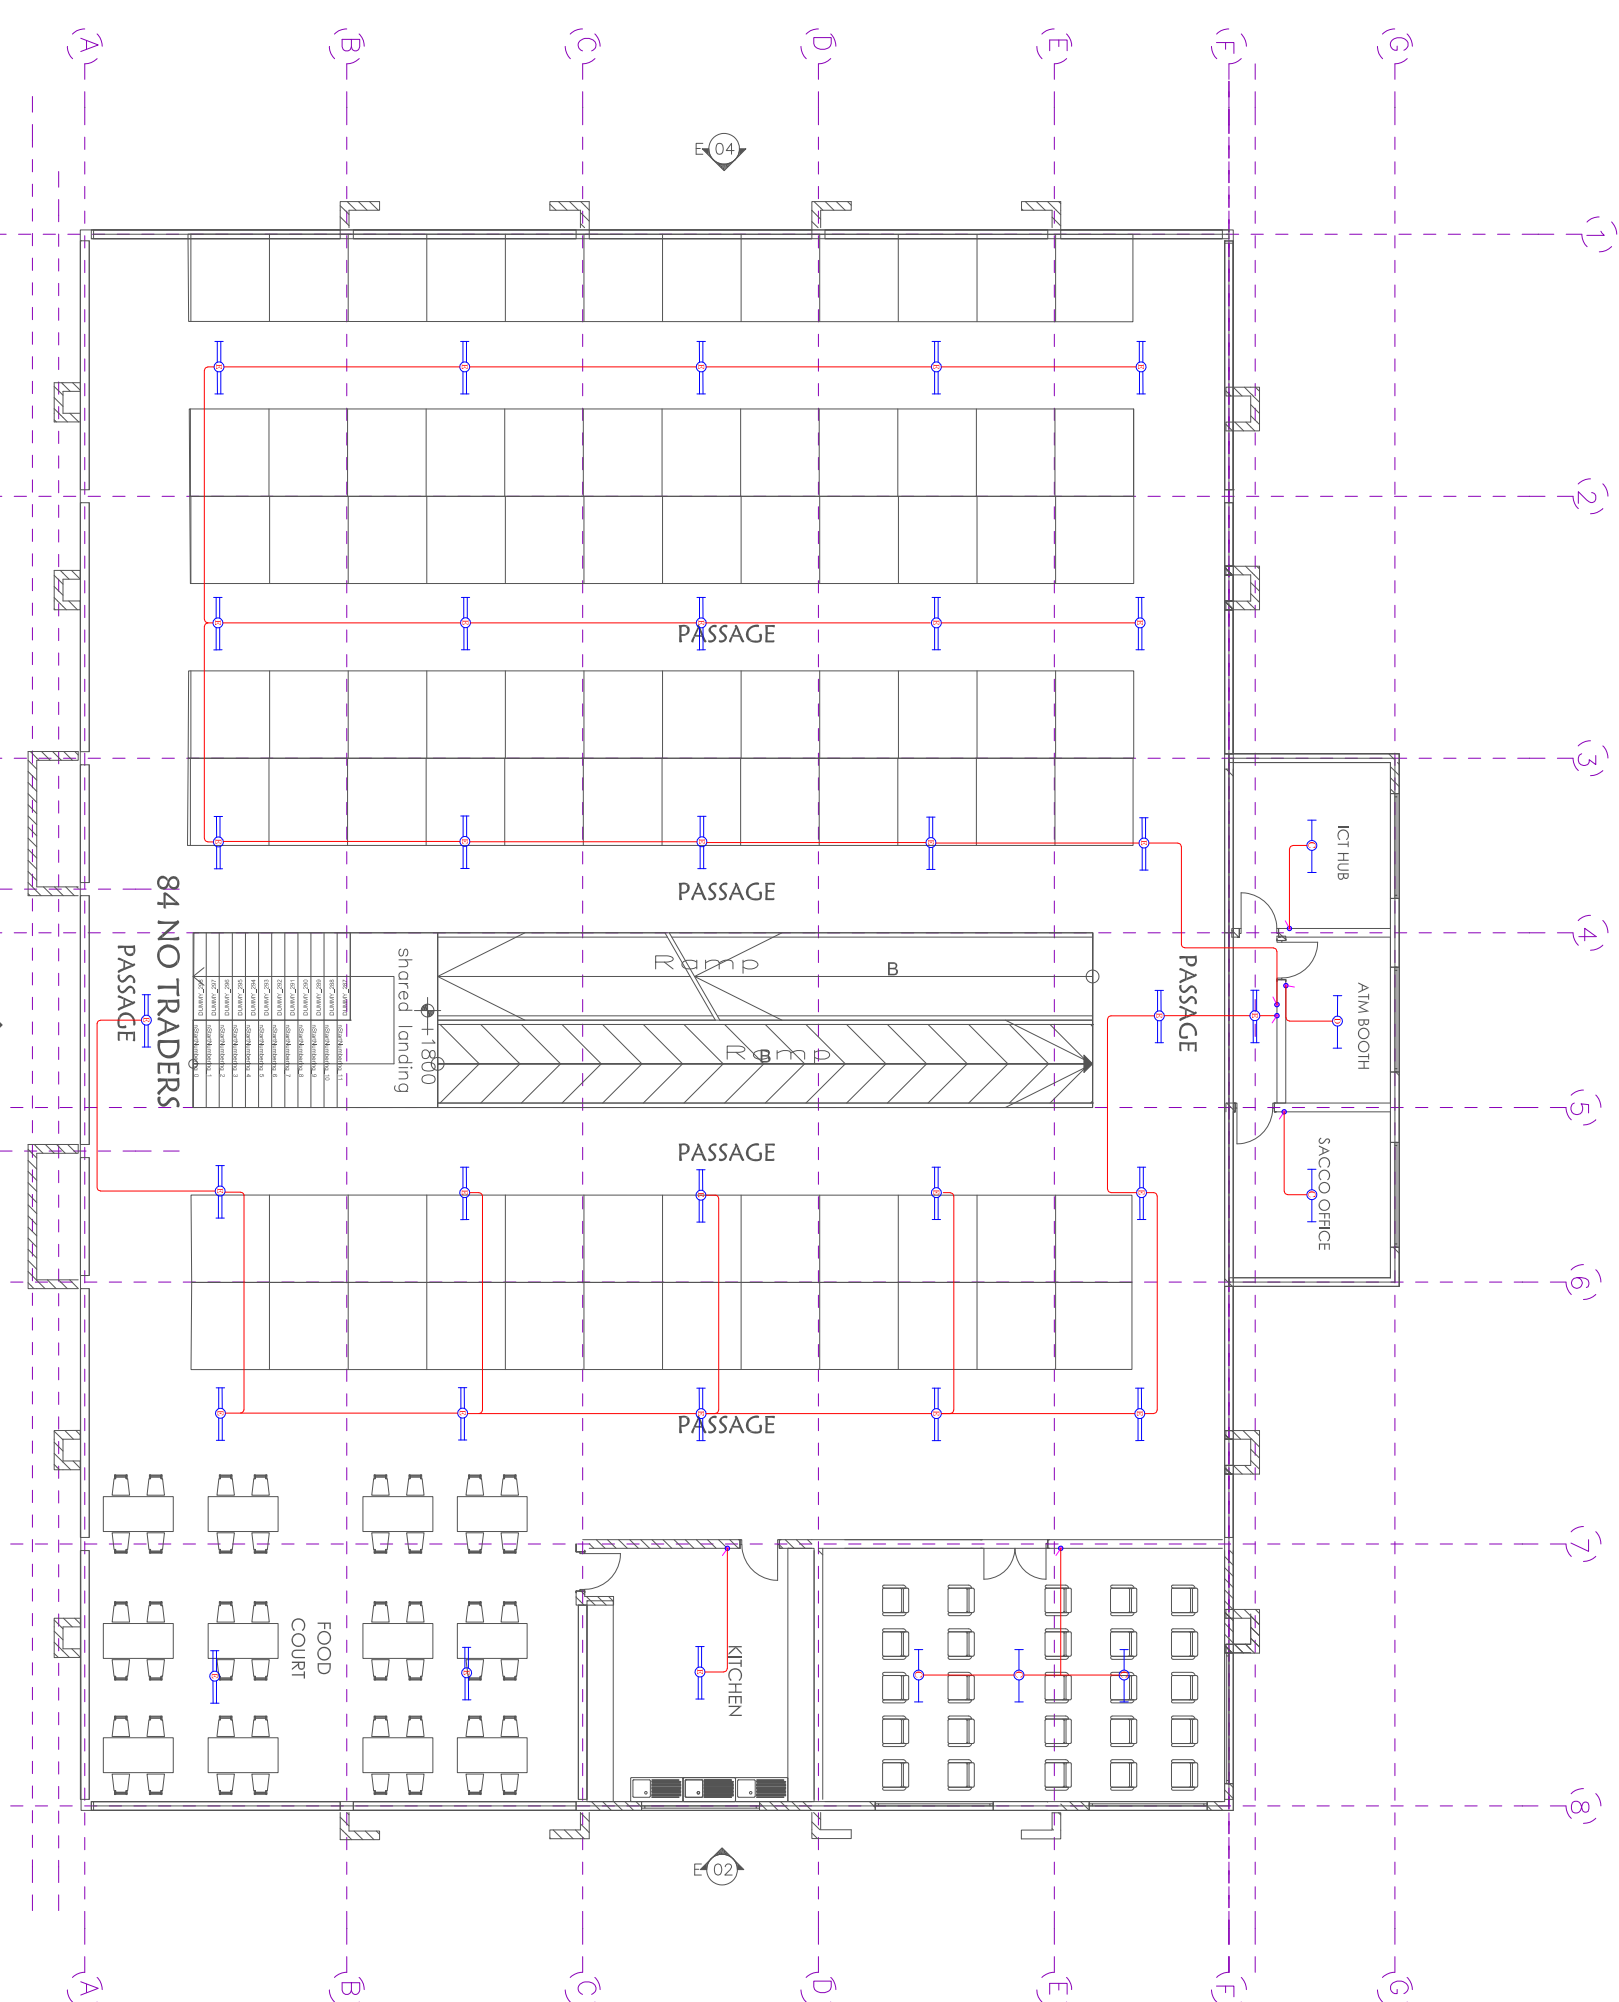 A
B
C
D
E
F
G
E 04
1
2
PASSAGE
3
ICT HUB
PASSAGE
84 NO TRADERS
PASSAGE
shared landing
+1800
Ramp
B
Ramp
B
PASSAGE
4
ATM BOOTH
5
PASSAGE
SACCO OFFICE
6
PASSAGE
7
FOOD
COURT
KITCHEN
8
E 02
A
B
C
D
E
F
G